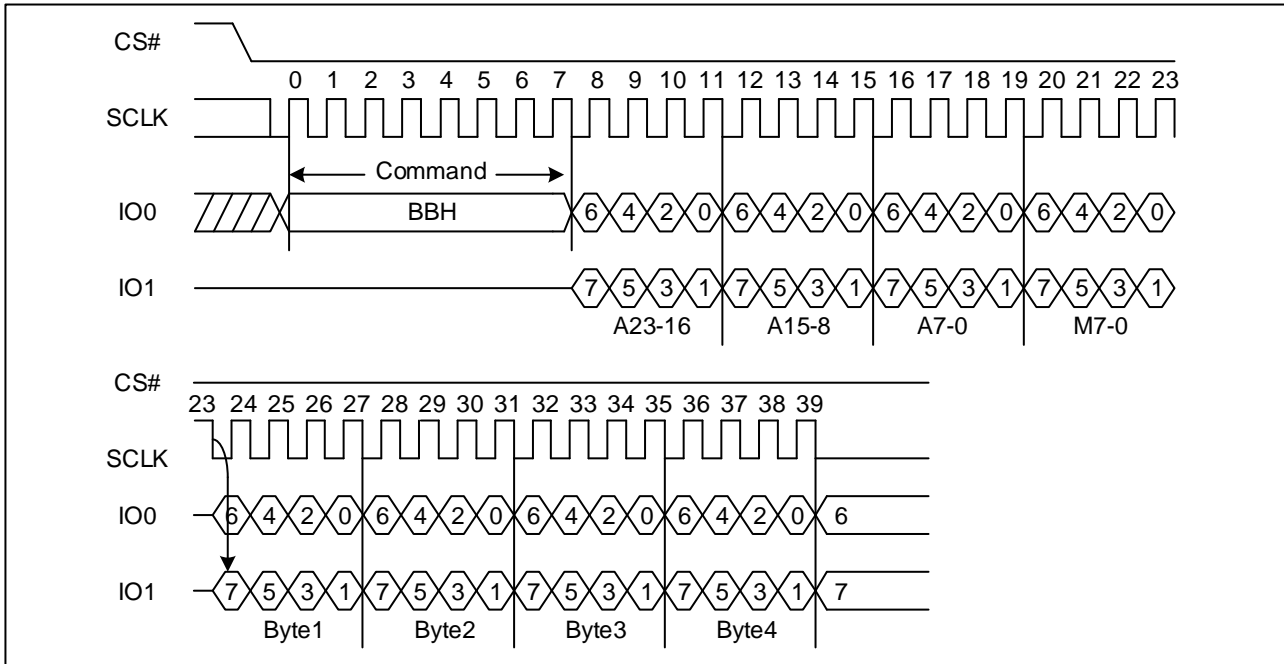 CS#
0 1 2 3 4 5 6 7 8 9 10 11 12 13 14 15 16 17 18 19 20 21 22 23
SCLK
Command
IO0 BBH 6 4 2 0 6 4 2 0 6 4 2 0 6 4 2 0
IO1 7 5 3 1 7 5 3 1 7 5 3 1 7 5 3 1
A23-16 A15-8 A7-0 M7-0
CS#
23 24 25 26 27 28 29 30 31 32 33 34 35 36 37 38 39
SCLK
IO0 6 4 2 0 6 4 2 0 6 4 2 0 6 4 2 0 6
IO1 7 5 3 1 7 5 3 1 7 5 3 1 7 5 3 1 7
Byte1 Byte2 Byte3 Byte4